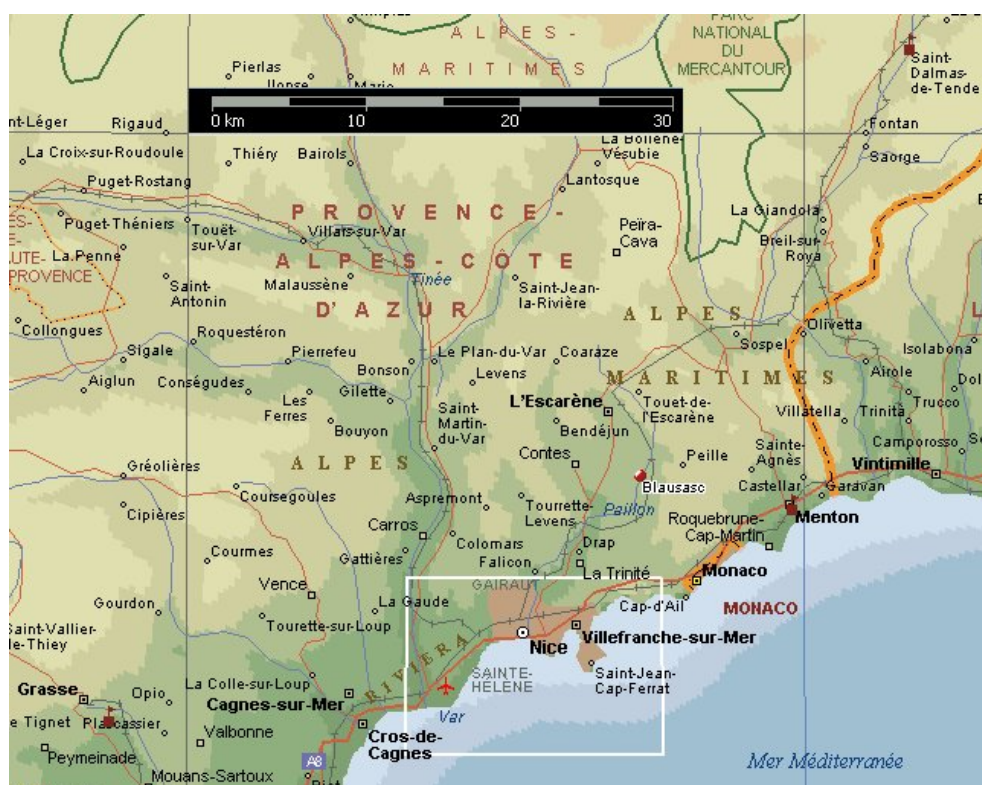 PARC
NATIONAL
DU
MERCANTOUR
ALPES-
MARITIMES
Saint-
Dalmas-
de-Tende
Pierlas
Ilonse
Marie
0 km 10 20 30
nt-Léger
Rigaud
Fontan
La Croix-sur-Roudoule
Thiéry
Bairols
La Bollène-
Vésubie
Saorge
Puget-Rostang
Lantosque
Puget-Théniers
Touët-
sur-Var
Villars-sur-Var
PROVENCE-
ALPES-CÔTE
D'AZUR
Peïra-
Cava
La Giandola
Breil-sur-
Roya
La Penne
HAUTE-
PROVENCE
Saint-
Antonin
Malaussène
Tinée
Saint-Jean-
la-Rivière
ALPES
MARITIMES
Collongues
Roquestéron
Olivetta
Sospel
Isolabona
Sigale
Pierrefeu
Bonson
Le Plan-du-Var
Coaraze
Airole
Aiglun
Conségudes
Gilette
Levens
Touet-de-
l'Escarène
Trucco
Les
Ferres
L'Escarène
Villatella
Trinità
Bouyon
Saint-
Martin-
du-Var
Bendéjun
Camporosso
ALPES
Contes
Peille
Sainte-
Agnès
Vintimille
Gréolières
Coursegoules
Aspremont
Blausasc
Castellar
Garavan
Cipières
Tourrette-
Levens
Paillon
Roquebrune-
Cap-Martin
Menton
Carros
Courmes
Gattières
Colomars
Drap
Falicon
La Trinité
Monaco
Vence
GAIRAUT
Gourdon
La Gaude
Cap-d'Ail
MONACO
Saint-Vallier-
de-Thiey
Tourette-sur-Loup
RIVIERA
Nice
Villefranche-sur-Mer
La Colle-sur-Loup
SAINTE-
HELENE
Saint-Jean-
Cap-Ferrat
Grasse
Opio
Cagnes-sur-Mer
Var
le Tignet
Plascassier
Valbonne
Cros-de-
Cagnes
Peymeinade
A8
Mer Méditerranée
Mouans-Sartoux
Biot